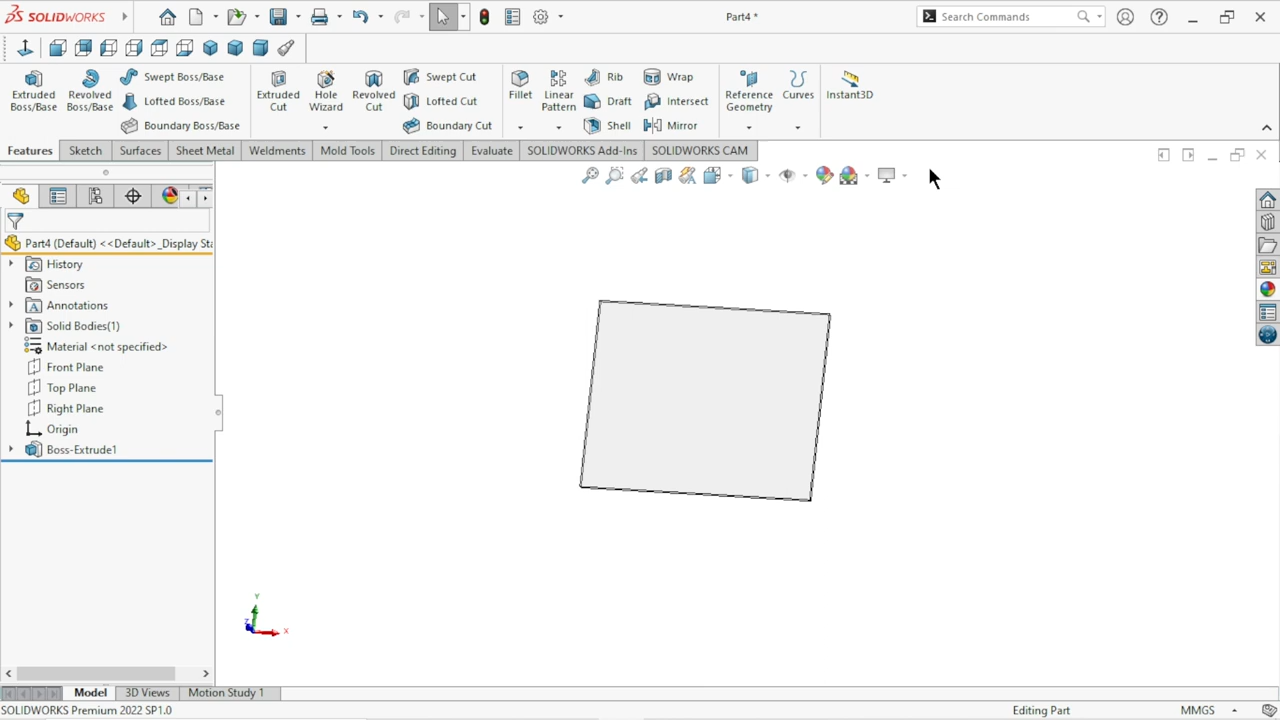 SOLIDWORKS
Part4 *
Search Commands
Extruded Boss/Base
Revolved Boss/Base
Swept Boss/Base
Lofted Boss/Base
Boundary Boss/Base
Extruded Cut
Hole Wizard
Revolved Cut
Swept Cut
Lofted Cut
Boundary Cut
Fillet
Linear Pattern
Rib
Draft
Shell
Wrap
Intersect
Mirror
Reference Geometry
Curves
Instant3D
Features
Sketch
Surfaces
Sheet Metal
Weldments
Mold Tools
Direct Editing
Evaluate
SOLIDWORKS Add-Ins
SOLIDWORKS CAM
Part4 (Default) <<Default>_Display Sta
History
Sensors
Annotations
Solid Bodies(1)
Material <not specified>
Front Plane
Top Plane
Right Plane
Origin
Boss-Extrude1
Y
Z
X
Model
3D Views
Motion Study 1
SOLIDWORKS Premium 2022 SP1.0
Editing Part
MMGS